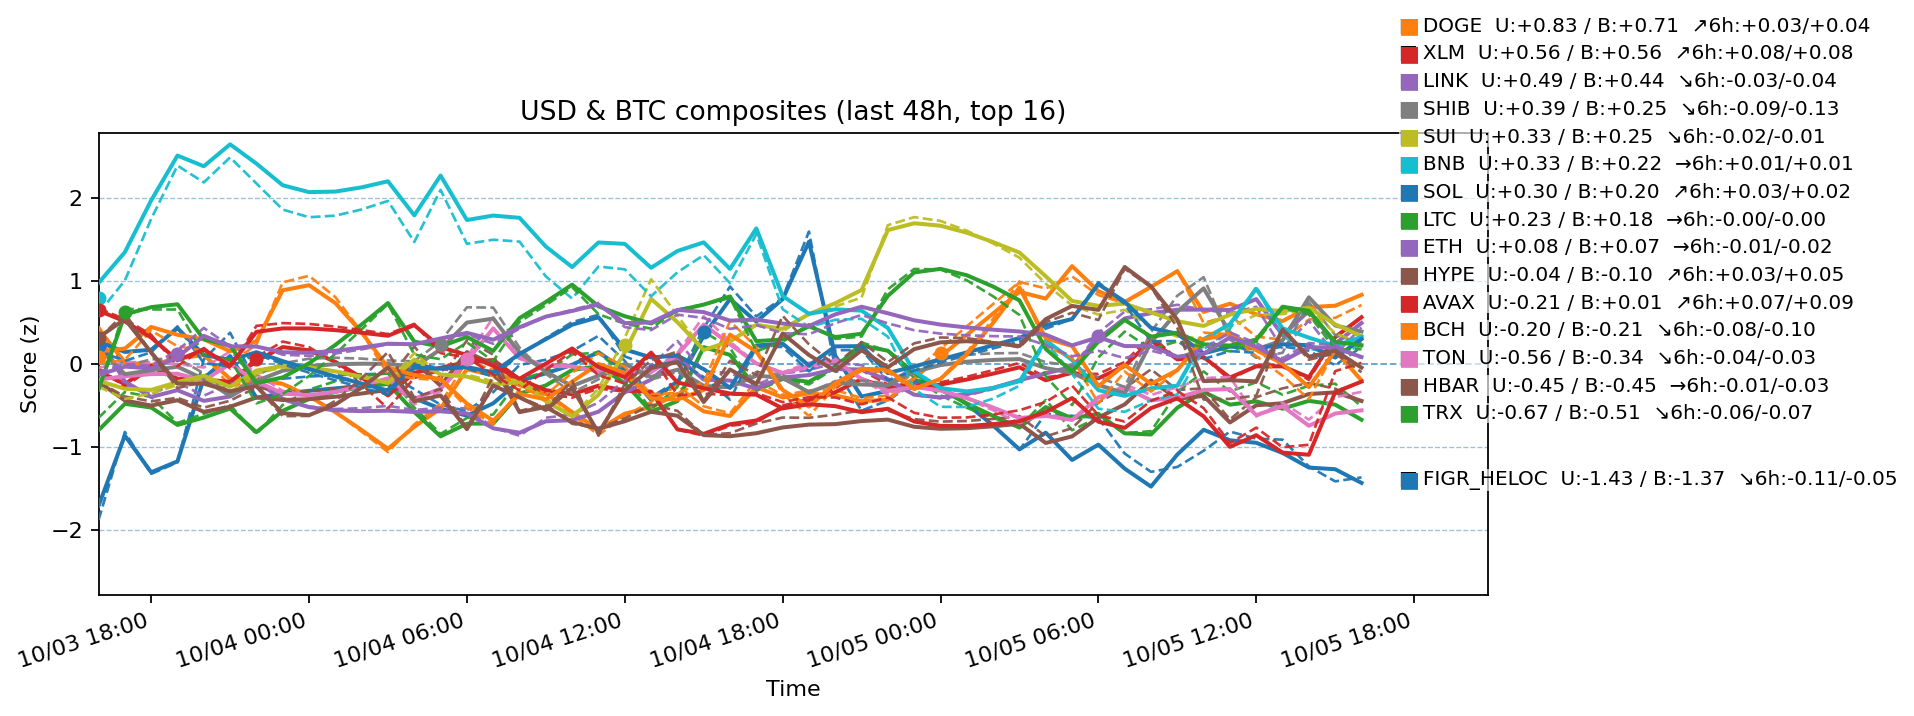 DOGE  U:+0.83 / B:+0.71  ↗6h:+0.03/+0.04
XLM  U:+0.56 / B:+0.56  ↗6h:+0.08/+0.08
LINK  U:+0.49 / B:+0.44  ↘6h:-0.03/-0.04
USD & BTC composites (last 48h, top 16)
SHIB  U:+0.39 / B:+0.25  ↘6h:-0.09/-0.13
SUI  U:+0.33 / B:+0.25  ↘6h:-0.02/-0.01
BNB  U:+0.33 / B:+0.22  →6h:+0.01/+0.01
SOL  U:+0.30 / B:+0.20  ↗6h:+0.03/+0.02
LTC  U:+0.23 / B:+0.18  →6h:-0.00/-0.00
ETH  U:+0.08 / B:+0.07  →6h:-0.01/-0.02
HYPE  U:-0.04 / B:-0.10  ↗6h:+0.03/+0.05
AVAX  U:-0.21 / B:+0.01  ↗6h:+0.07/+0.09
BCH  U:-0.20 / B:-0.21  ↘6h:-0.08/-0.10
TON  U:-0.56 / B:-0.34  ↘6h:-0.04/-0.03
HBAR  U:-0.45 / B:-0.45  →6h:-0.01/-0.03
TRX  U:-0.67 / B:-0.51  ↘6h:-0.06/-0.07
FIGR_HELOC  U:-1.43 / B:-1.37  ↘6h:-0.11/-0.05
Score (z)
2
1
0
−1
−2
10/03 18:00
10/04 00:00
10/04 06:00
10/04 12:00
10/04 18:00
10/05 00:00
10/05 06:00
10/05 12:00
10/05 18:00
Time